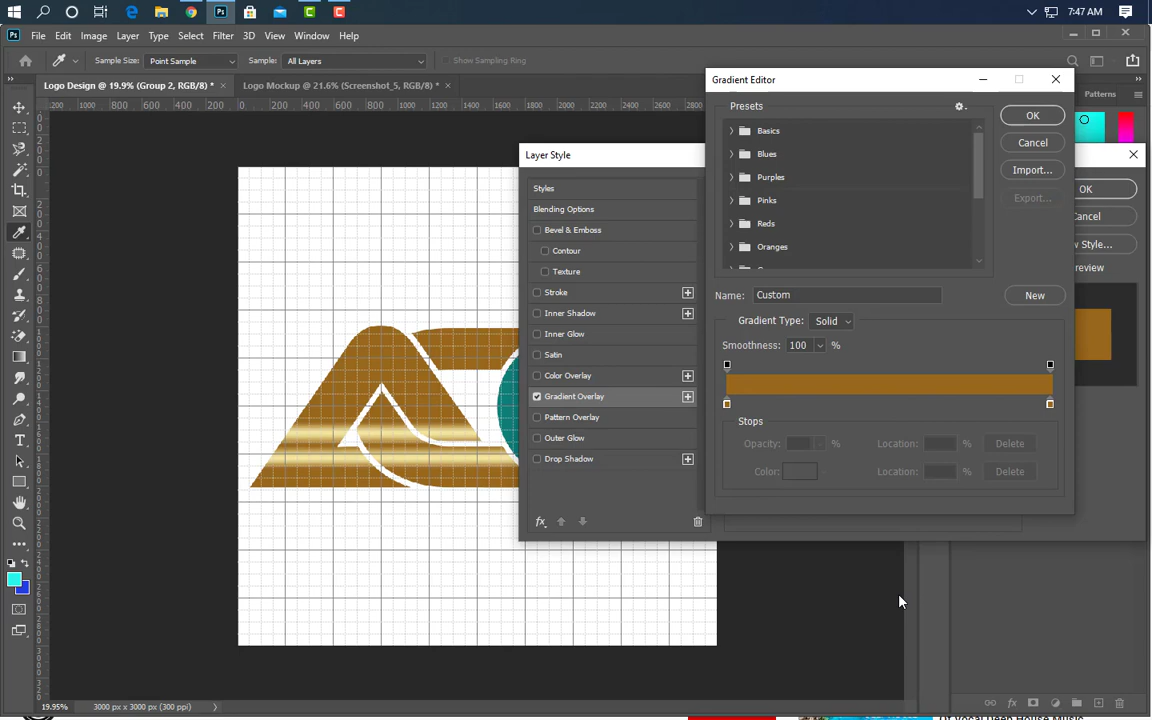 7:47 AM
Ps File Edit Image Layer Type Select Filter 3D View Window Help
Sample Size: Point Sample Sample: All Layers Show Sampling Ring
Logo Design @ 19.9% (Group 2, RGB/8) * × Logo Mockup @ 21.6% (Screenshot_5, RGB/8) * ×
Patterns
Gradient Editor
Presets
Basics
Blues
Purples
Pinks
Reds
Oranges
OK
Cancel
Import...
Export...
Name: Custom
New
Gradient Type: Solid
Smoothness: 100 %
Stops
Opacity: % Location: % Delete
Color: Location: % Delete
Layer Style
Styles
Blending Options
Bevel & Emboss
Contour
Texture
Stroke
Inner Shadow
Inner Glow
Satin
Color Overlay
Gradient Overlay
Pattern Overlay
Outer Glow
Drop Shadow
fx
OK
Cancel
w Style...
review
19.95% 3000 px x 3000 px (300 ppi)